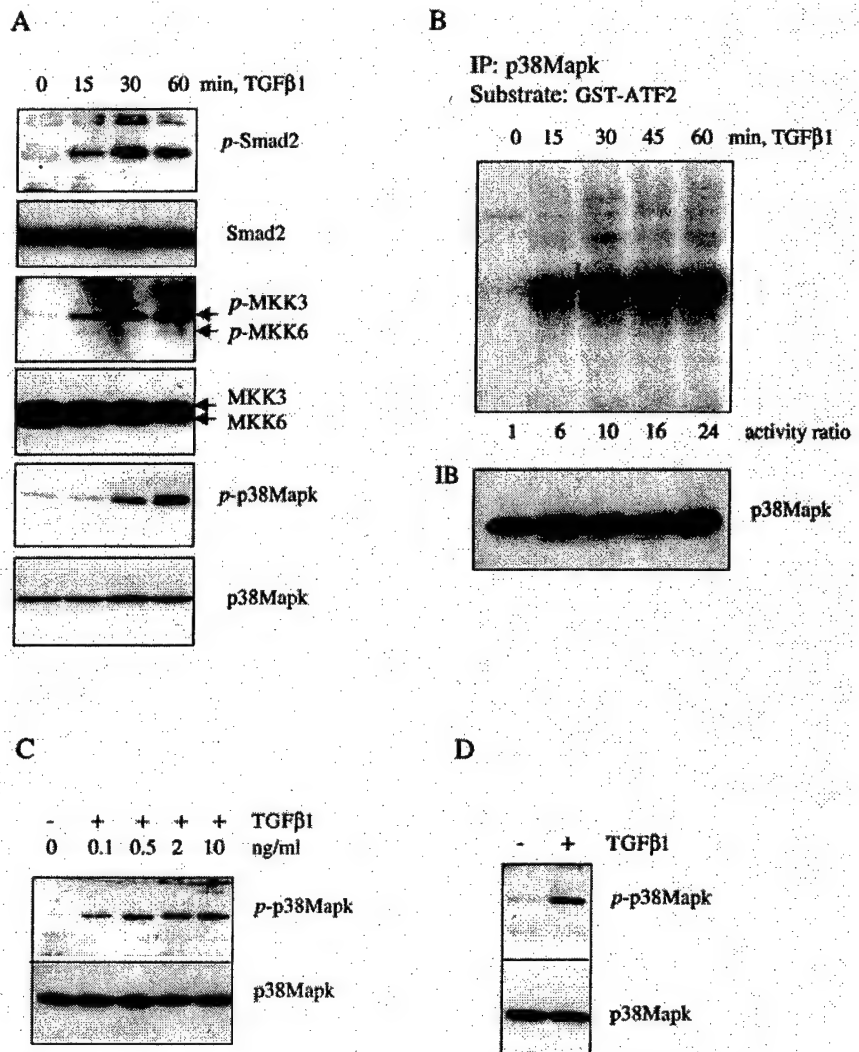 A
0 15 30 60 min, TGFβ1
p-Smad2
Smad2
p-MKK3
p-MKK6
MKK3
MKK6
p-p38Mapk
p38Mapk
B
IP: p38Mapk
Substrate: GST-ATF2
0 15 30 45 60 min, TGFβ1
1 6 10 16 24 activity ratio
IB
p38Mapk
C
- + + + + TGFβ1
0 0.1 0.5 2 10 ng/ml
p-p38Mapk
p38Mapk
D
- + TGFβ1
p-p38Mapk
p38Mapk